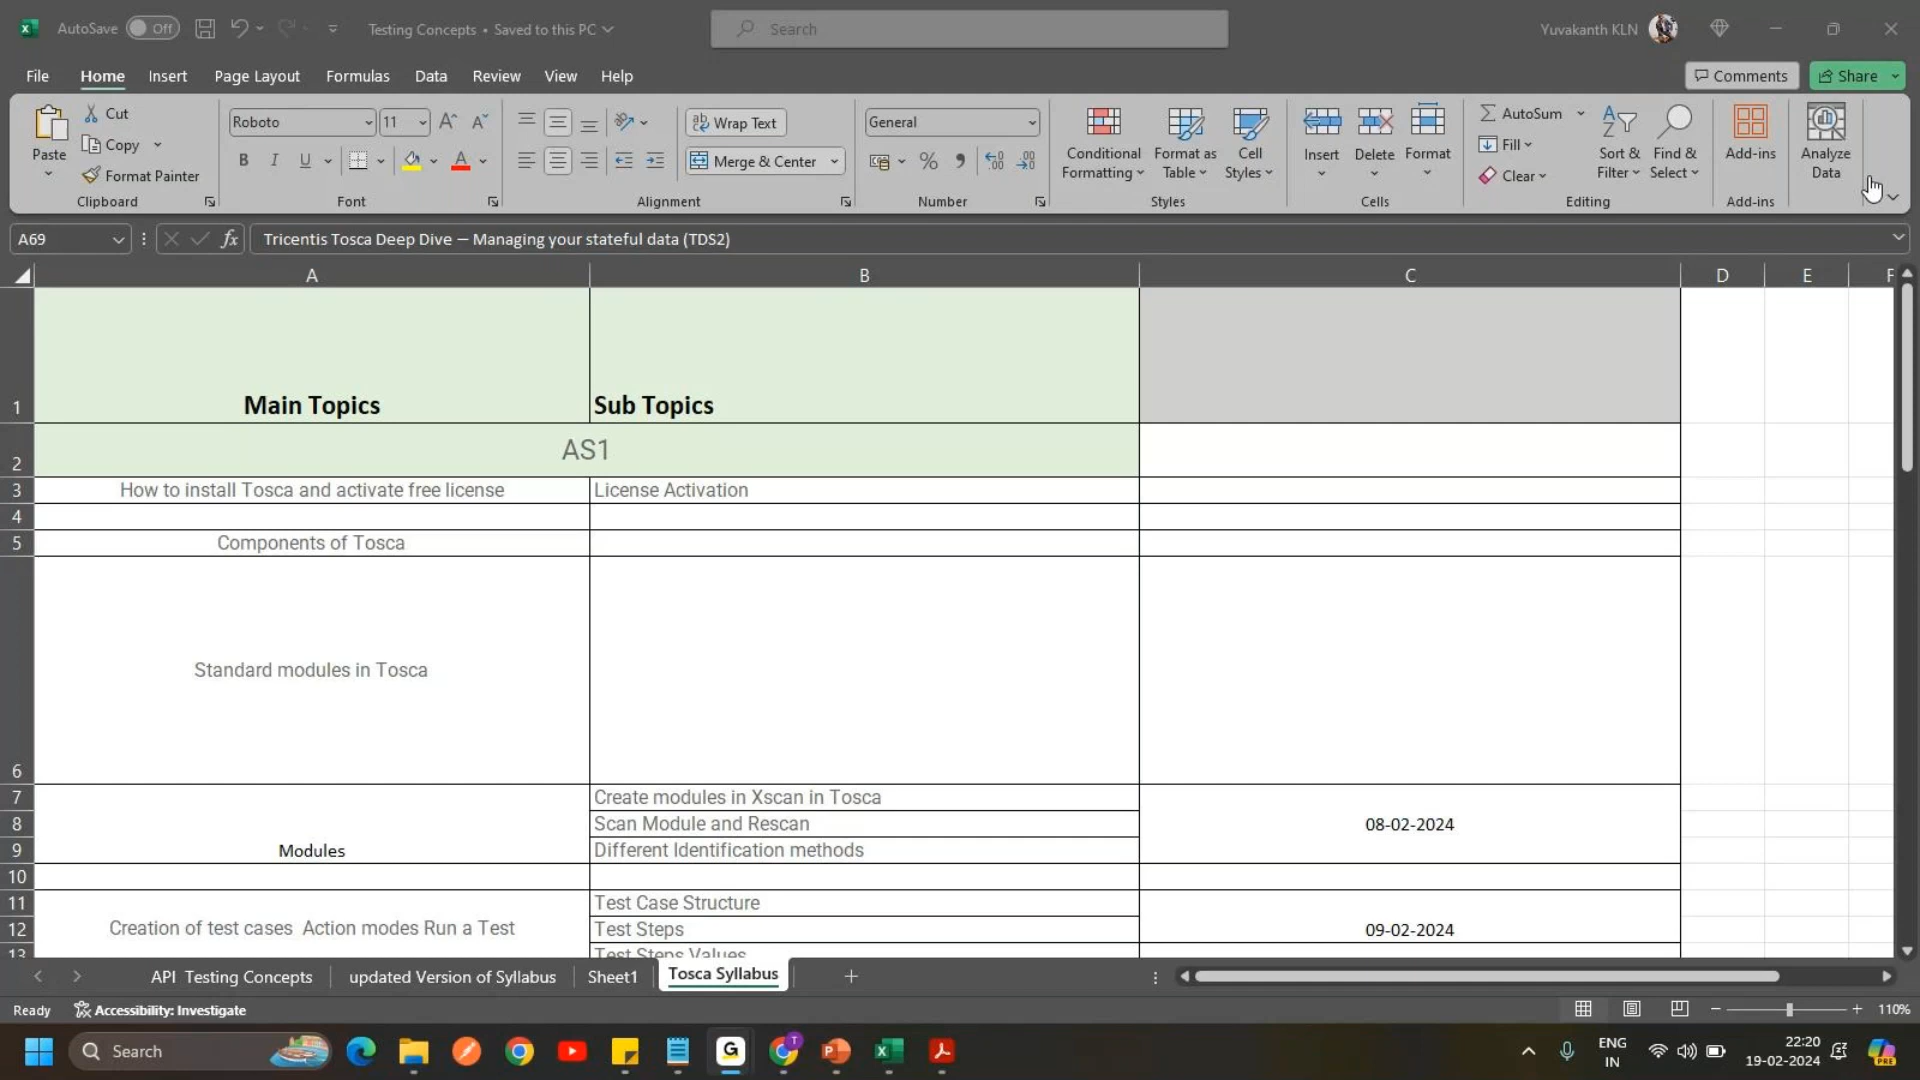 AutoSave Off Testing Concepts • Saved to this PC Search Yuvakanth KLN
File Home Insert Page Layout Formulas Data Review View Help Comments Share
Paste Cut Copy Format Painter Clipboard
Roboto 11 B I U A Font
ab Wrap Text Merge & Center Alignment
General % Number
Conditional Formatting Format as Table Cell Styles Styles
Insert Delete Format Cells
AutoSum Fill Clear Sort & Filter Find & Select Editing
Add-ins Add-ins
Analyze Data
A69 fx Tricentis Tosca Deep Dive – Managing your stateful data (TDS2)
A B C D E F
1 Main Topics Sub Topics
2 AS1
3 How to install Tosca and activate free license License Activation
4
5 Components of Tosca
Standard modules in Tosca
6
7 Create modules in Xscan in Tosca
8 Scan Module and Rescan 08-02-2024
9 Modules Different Identification methods
10
11 Test Case Structure
12 Creation of test cases Action modes Run a Test Test Steps 09-02-2024
13 Test Steps Values
API Testing Concepts updated Version of Syllabus Sheet1 Tosca Syllabus
Ready Accessibility: Investigate 110%
Search ENG IN 22:20 19-02-2024